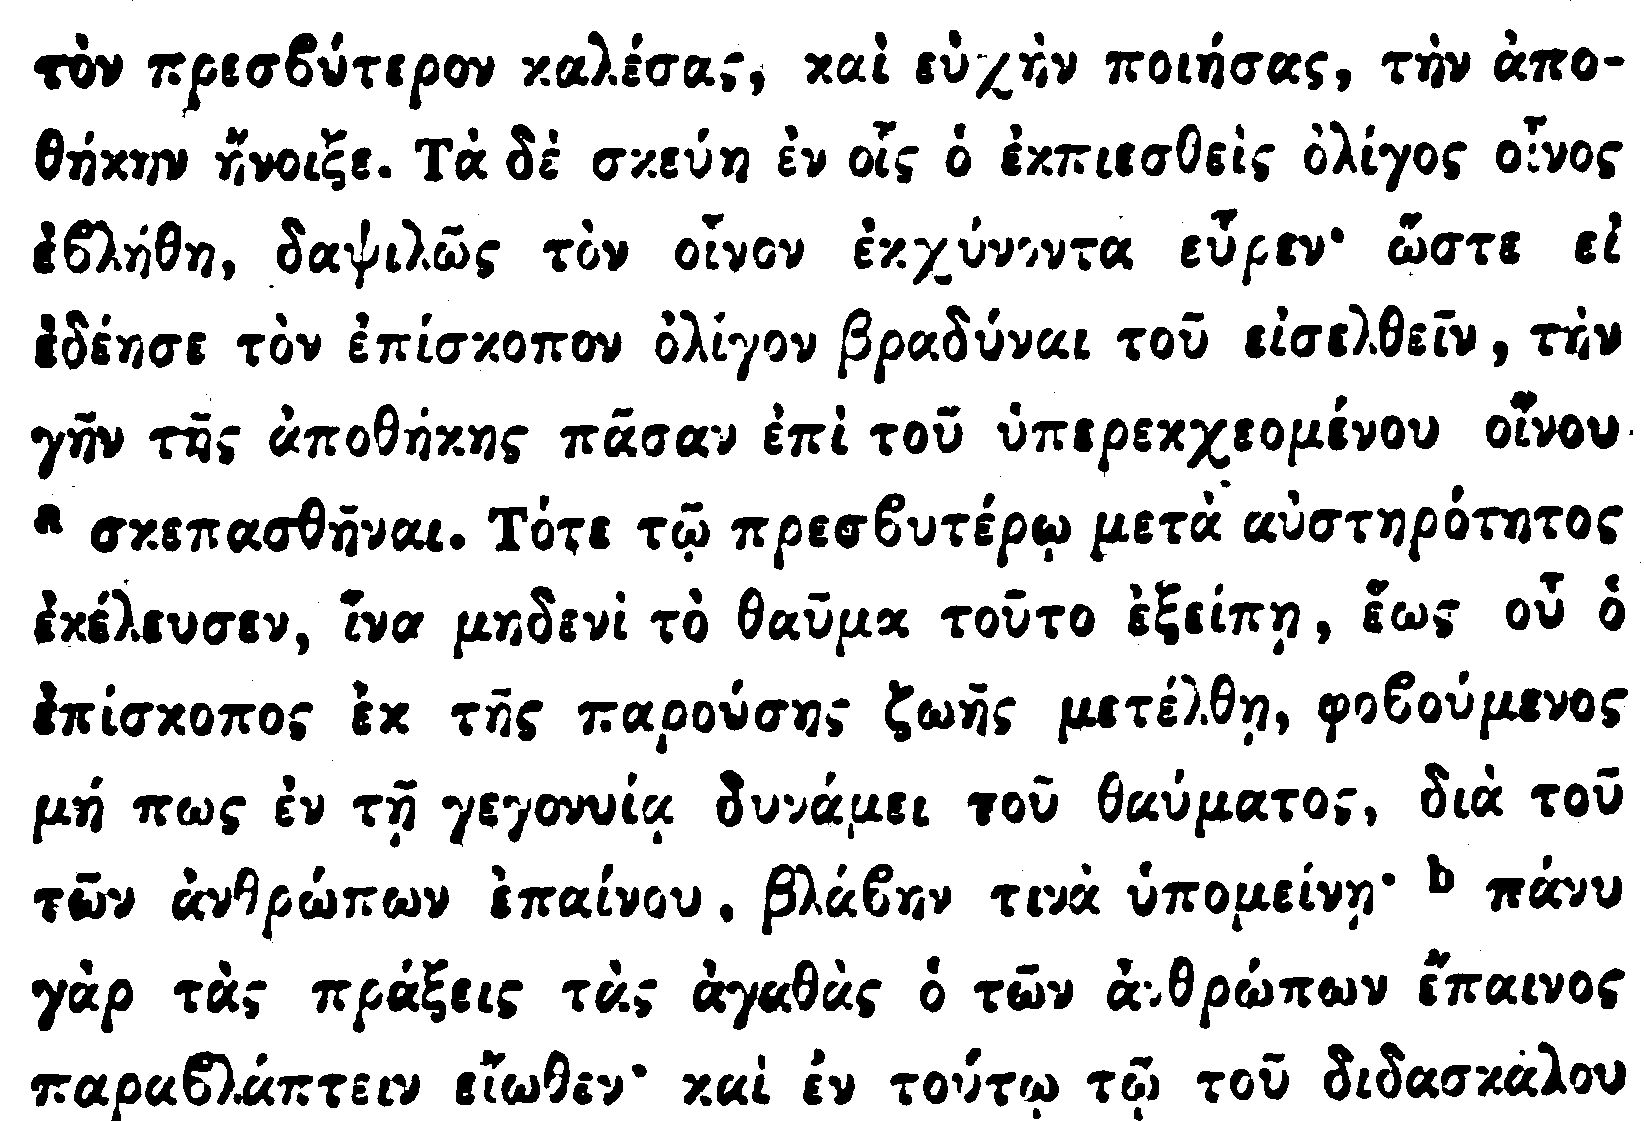 τὸν πρεσϐύτερον καλέσας, καὶ εὐχὴν ποιήσας, τὴν ἀπο-
θήκην ἤνοιξε. Τὰ δὲ σκεύη ἐν οἷς ὁ ἐκπιεσθεὶς ὀλίγος οἶνος
ἐϐλήθη, δαψιλῶς τὸν οἶνον ἐκχύνοντα εὗρεν· ὥστε εἰ
ἐδέησε τὸν ἐπίσκοπον ὀλίγον βραδύναι τοῦ εἰσελθεῖν, τὴν
γῆν τῆς ἀποθήκης πᾶσαν ἐπὶ τοῦ ὑπερεκχεομένου οἴνου
a σκεπασθῆναι. Τότε τῷ πρεσϐυτέρῳ μετὰ αὐστηρότητος
ἐκέλευσεν, ἵνα μηδενὶ τὸ θαῦμα τοῦτο ἐξείπῃ, ἕως οὗ ὁ
ἐπίσκοπος ἐκ τῆς παρούσης ζωῆς μετέλθῃ, φοϐούμενος
μή πως ἐν τῇ γεγονυίᾳ δυνάμει τοῦ θαύματος, διὰ τοῦ
τῶν ἀνθρώπων ἐπαίνου, βλάϐην τινὰ ὑπομείνῃ· b πάνυ
γὰρ τὰς πράξεις τὰς ἀγαθὰς ὁ τῶν ἀνθρώπων ἔπαινος
παραϐλάπτειν εἴωθεν· καὶ ἐν τούτῳ τῷ τοῦ διδασκάλου